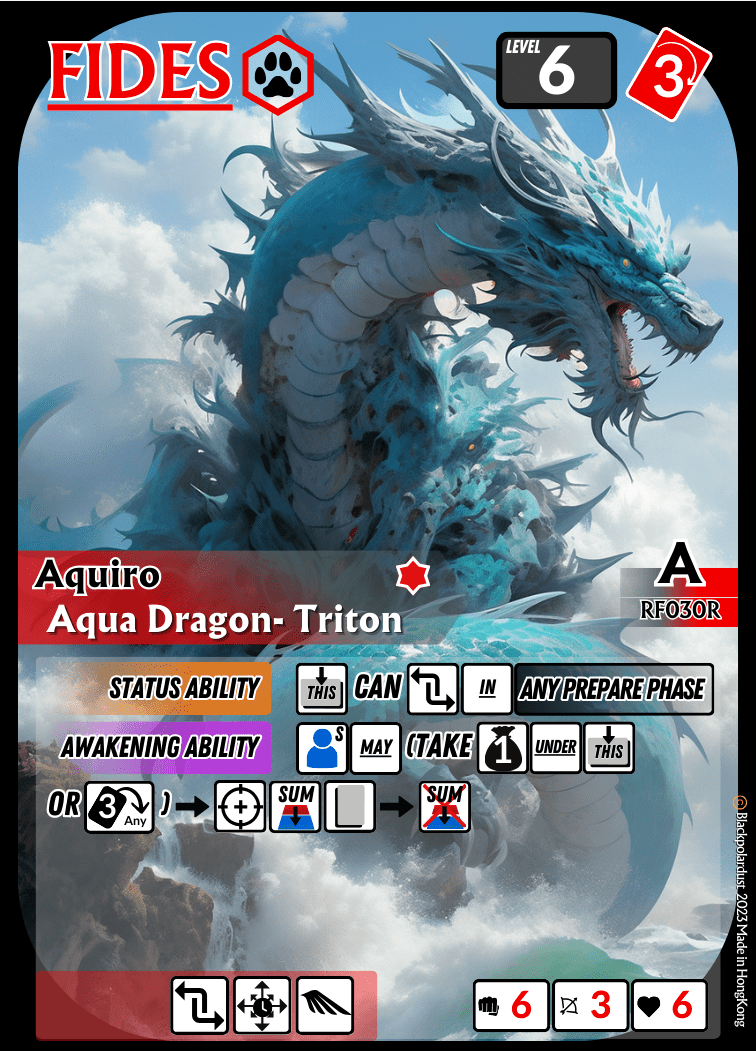 FIDES
LEVEL 6
3
Aquiro
A
Aqua Dragon- Triton
RF030R
STATUS ABILITY THIS CAN IN ANY PREPARE PHASE
AWAKENING ABILITY S MAY (TAKE 1 UNDER THIS
OR 3 Any ) SUM SUM
6 3 6
©Blackpolardust 2023 Made in HongKong